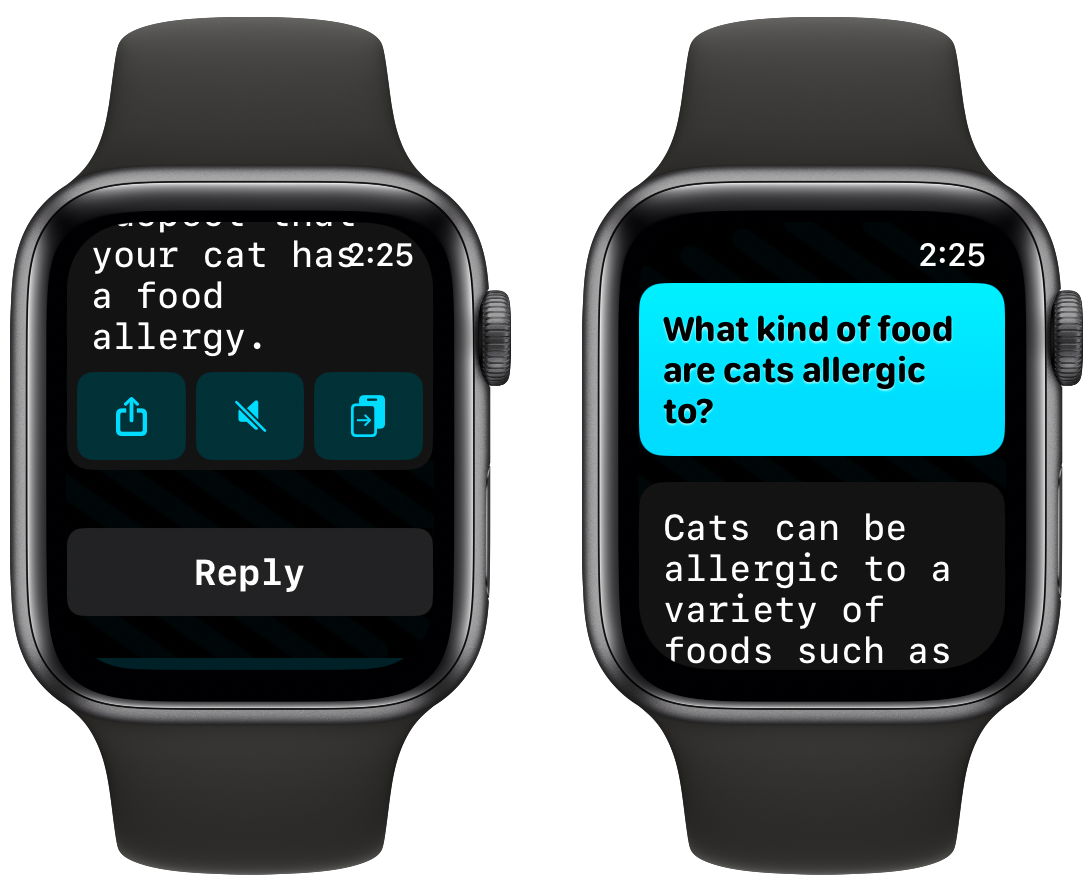 that
your cat has
2:25
a food
allergy.
Reply
2:25
What kind of food
are cats allergic
to?
Cats can be
allergic to a
variety of
foods such as